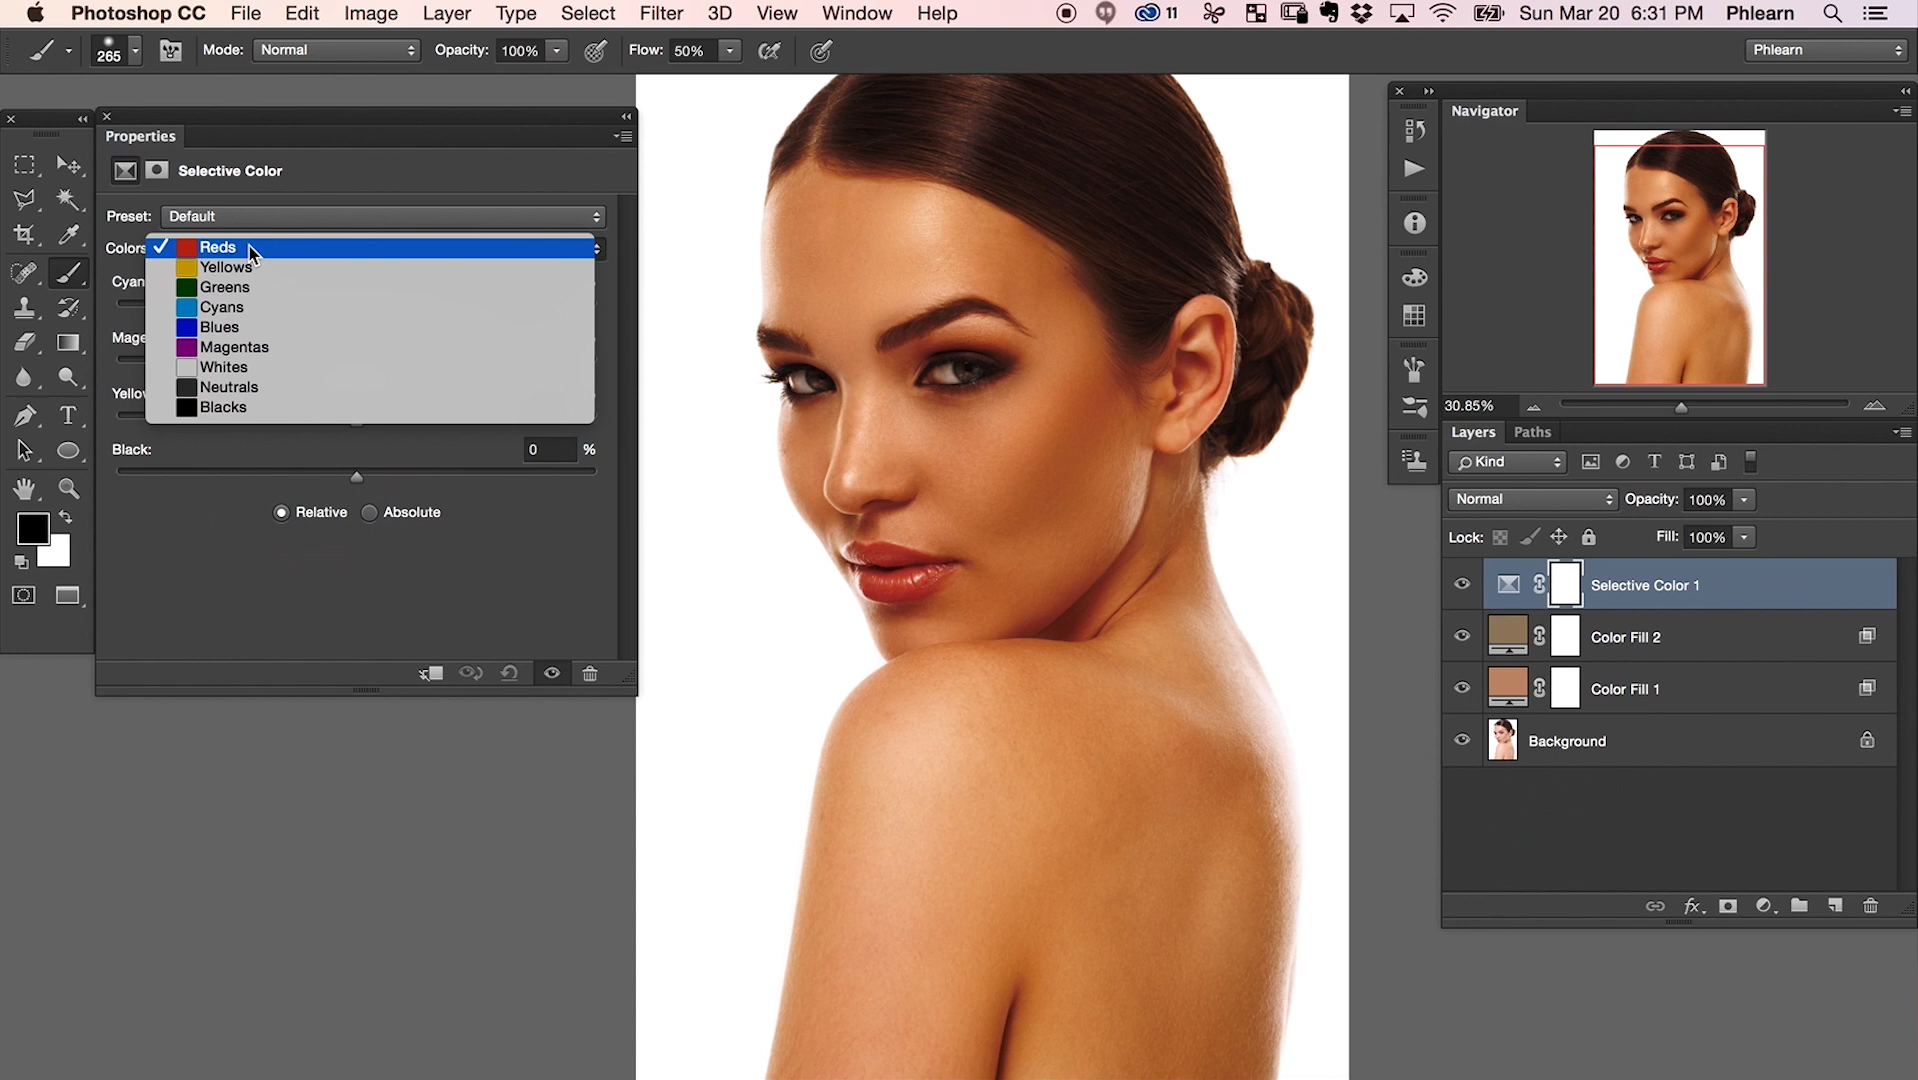 Photoshop CC File Edit Image Layer Type Select Filter 3D View Window Help 11 Sun Mar 20 6:31 PM Phlearn
265 Mode: Normal Opacity: 100% Flow: 50% Phlearn
Properties
Selective Color
Preset: Default
Colors
Reds
Yellows
Greens
Cyans
Blues
Magentas
Whites
Neutrals
Blacks
Cyan
Mage
Yello
Black: 0 %
Relative Absolute
T
Navigator
30.85%
Layers Paths
Kind T
Normal Opacity: 100%
Lock: Fill: 100%
Selective Color 1
Color Fill 2
Color Fill 1
Background
fx